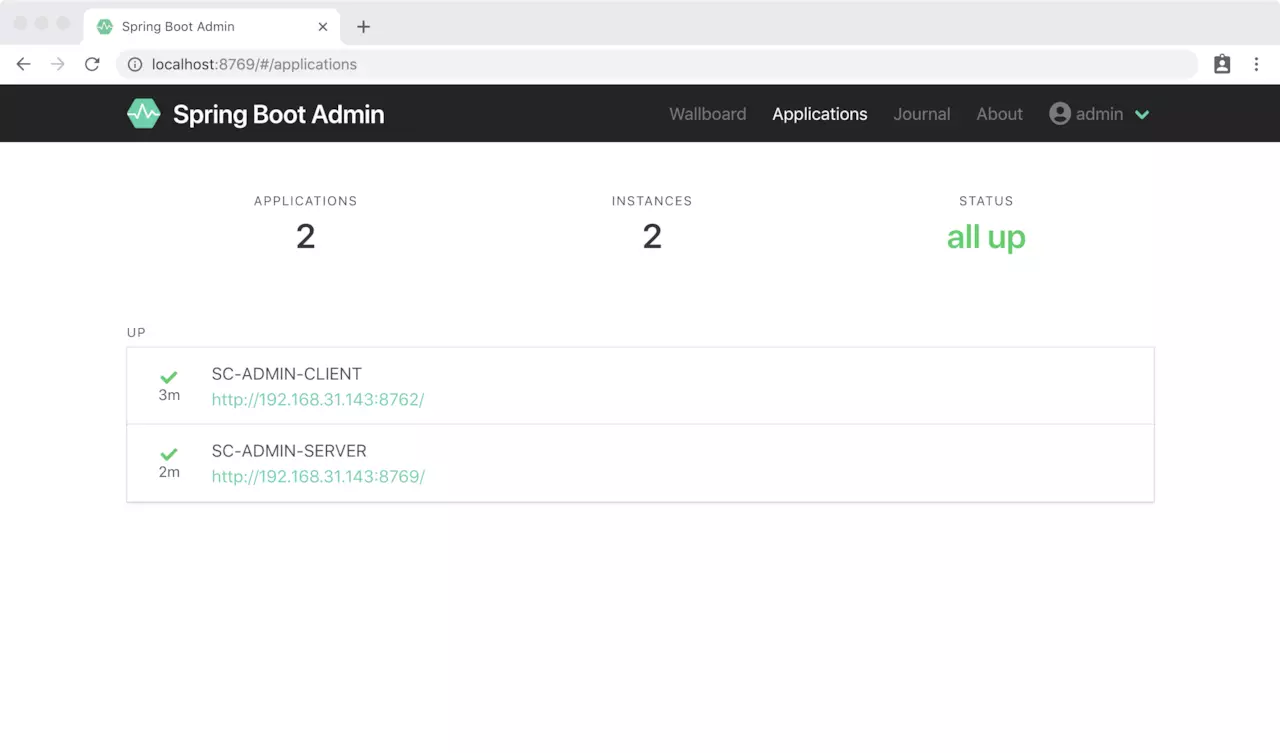 Spring Boot Admin
localhost:8769/#/applications
Spring Boot Admin Wallboard Applications Journal About admin
APPLICATIONS INSTANCES STATUS
2 2 all up
UP
SC-ADMIN-CLIENT
3m http://192.168.31.143:8762/
SC-ADMIN-SERVER
2m http://192.168.31.143:8769/